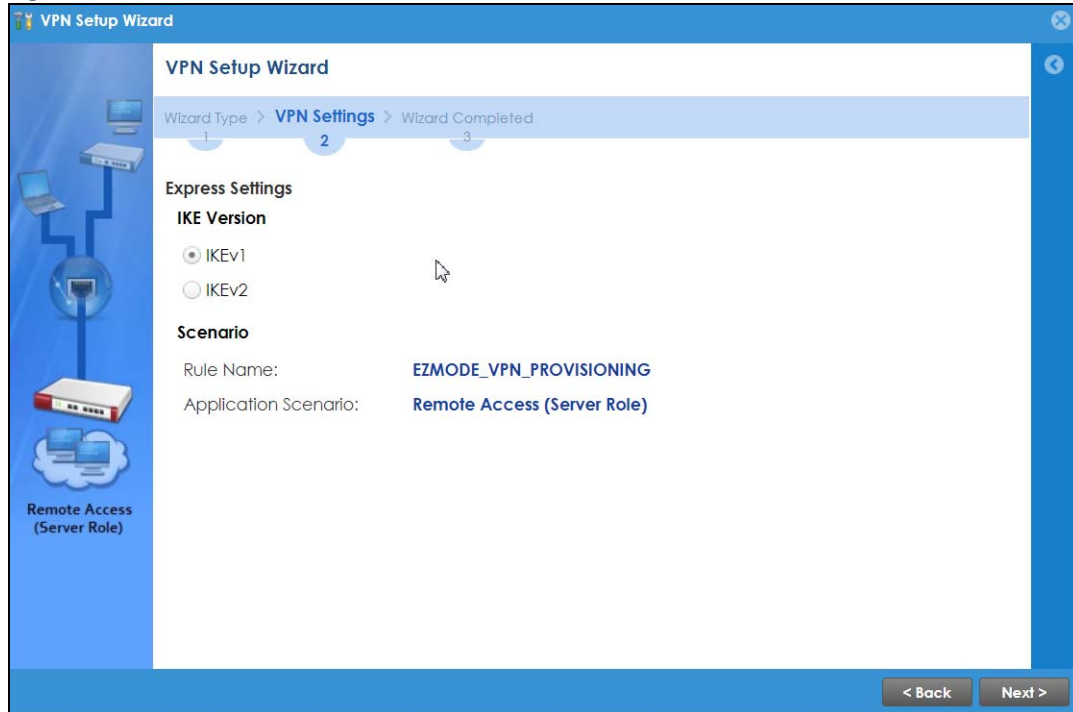 VPN Setup Wizard
VPN Setup Wizard
Wizard Type > VPN Settings > Wizard Completed
1 2 3
Express Settings
IKE Version
IKEv1
IKEv2
Scenario
Rule Name: EZMODE_VPN_PROVISIONING
Application Scenario: Remote Access (Server Role)
Remote Access
(Server Role)
< Back Next >